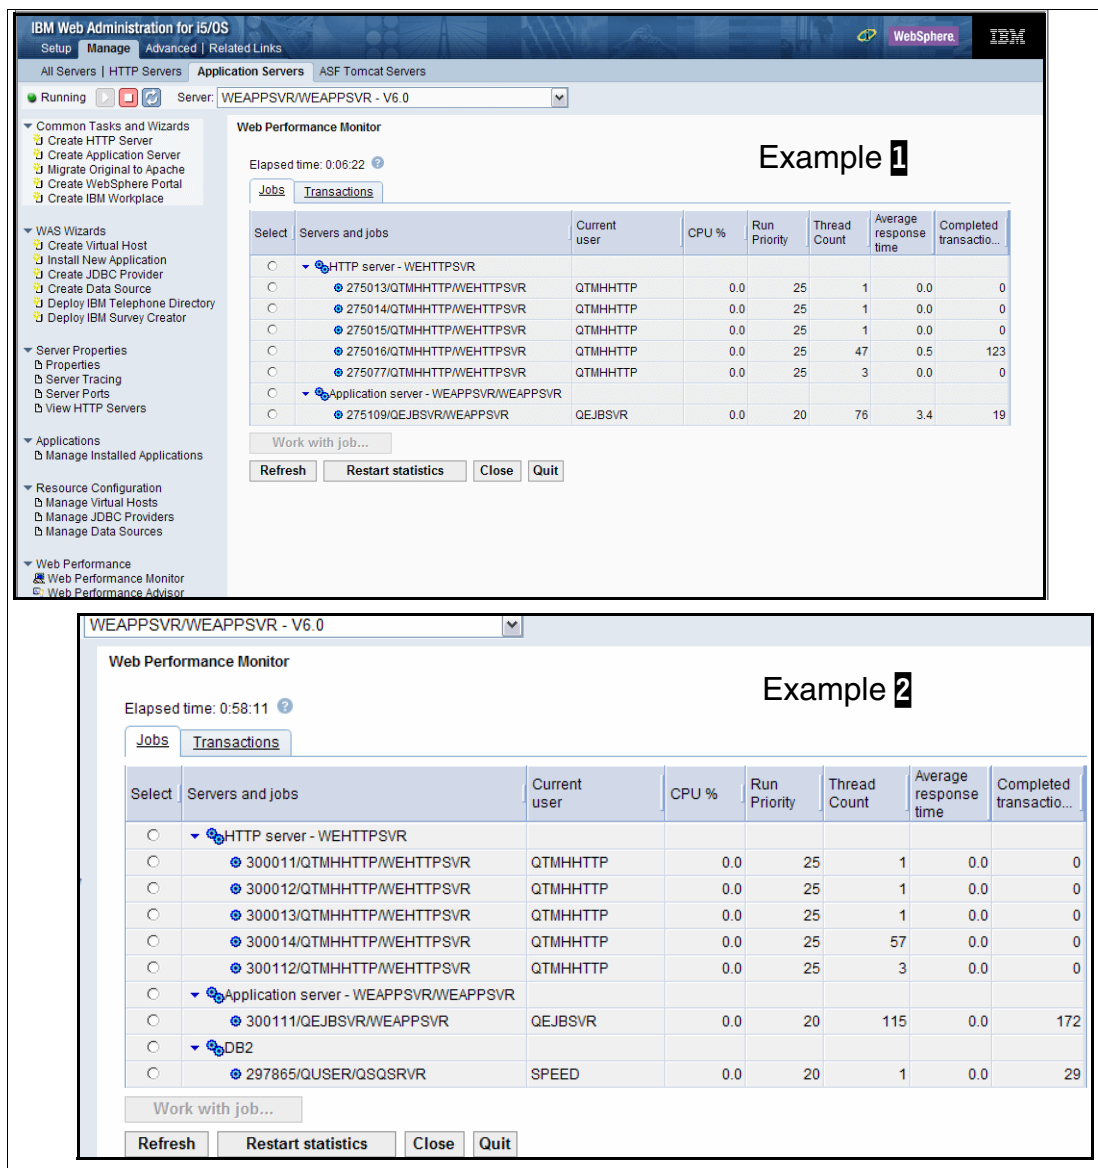 IBM Web Administration for i5/OS
Setup Manage Advanced | Related Links
WebSphere. IBM
All Servers | HTTP Servers Application Servers ASF Tomcat Servers
Running Server: WEAPPSVR/WEAPPSVR - V6.0
Common Tasks and Wizards
Create HTTP Server
Create Application Server
Migrate Original to Apache
Create WebSphere Portal
Create IBM Workplace
WAS Wizards
Create Virtual Host
Install New Application
Create JDBC Provider
Create Data Source
Deploy IBM Telephone Directory
Deploy IBM Survey Creator
Server Properties
Properties
Server Tracing
Server Ports
View HTTP Servers
Applications
Manage Installed Applications
Resource Configuration
Manage Virtual Hosts
Manage JDBC Providers
Manage Data Sources
Web Performance
Web Performance Monitor
Web Performance Advisor
Web Performance Monitor
Example 1
Elapsed time: 0:06:22
Jobs Transactions
Select Servers and jobs Current user CPU % Run Priority Thread Count Average response time Completed transactio...
HTTP server - WEHTTPSVR
275013/QTMHHTTP/WEHTTPSVR QTMHHTTP 0.0 25 1 0.0 0
275014/QTMHHTTP/WEHTTPSVR QTMHHTTP 0.0 25 1 0.0 0
275015/QTMHHTTP/WEHTTPSVR QTMHHTTP 0.0 25 1 0.0 0
275016/QTMHHTTP/WEHTTPSVR QTMHHTTP 0.0 25 47 0.5 123
275077/QTMHHTTP/WEHTTPSVR QTMHHTTP 0.0 25 3 0.0 0
Application server - WEAPPSVR/WEAPPSVR
275109/QEJBSVR/WEAPPSVR QEJBSVR 0.0 20 76 3.4 19
Work with job...
Refresh Restart statistics Close Quit
WEAPPSVR/WEAPPSVR - V6.0
Web Performance Monitor
Example 2
Elapsed time: 0:58:11
Jobs Transactions
Select Servers and jobs Current user CPU % Run Priority Thread Count Average response time Completed transactio...
HTTP server - WEHTTPSVR
300011/QTMHHTTP/WEHTTPSVR QTMHHTTP 0.0 25 1 0.0 0
300012/QTMHHTTP/WEHTTPSVR QTMHHTTP 0.0 25 1 0.0 0
300013/QTMHHTTP/WEHTTPSVR QTMHHTTP 0.0 25 1 0.0 0
300014/QTMHHTTP/WEHTTPSVR QTMHHTTP 0.0 25 57 0.0 0
300112/QTMHHTTP/WEHTTPSVR QTMHHTTP 0.0 25 3 0.0 0
Application server - WEAPPSVR/WEAPPSVR
300111/QEJBSVR/WEAPPSVR QEJBSVR 0.0 20 115 0.0 172
DB2
297865/QUSER/QSQSRVR SPEED 0.0 20 1 0.0 29
Work with job...
Refresh Restart statistics Close Quit